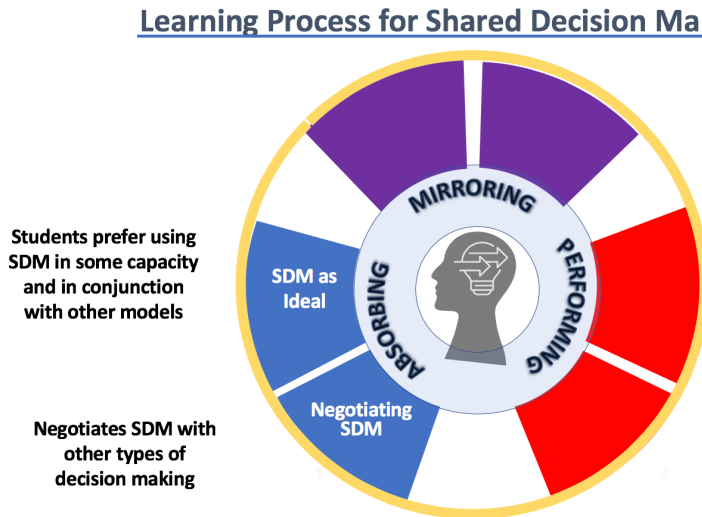 Learning Process for Shared Decision Ma
MIRRORING
PERFORMING
ABSORBING
Students prefer using
SDM in some capacity
and in conjunction
with other models
SDM as
Ideal
Negotiating
SDM
Negotiates SDM with
other types of
decision making